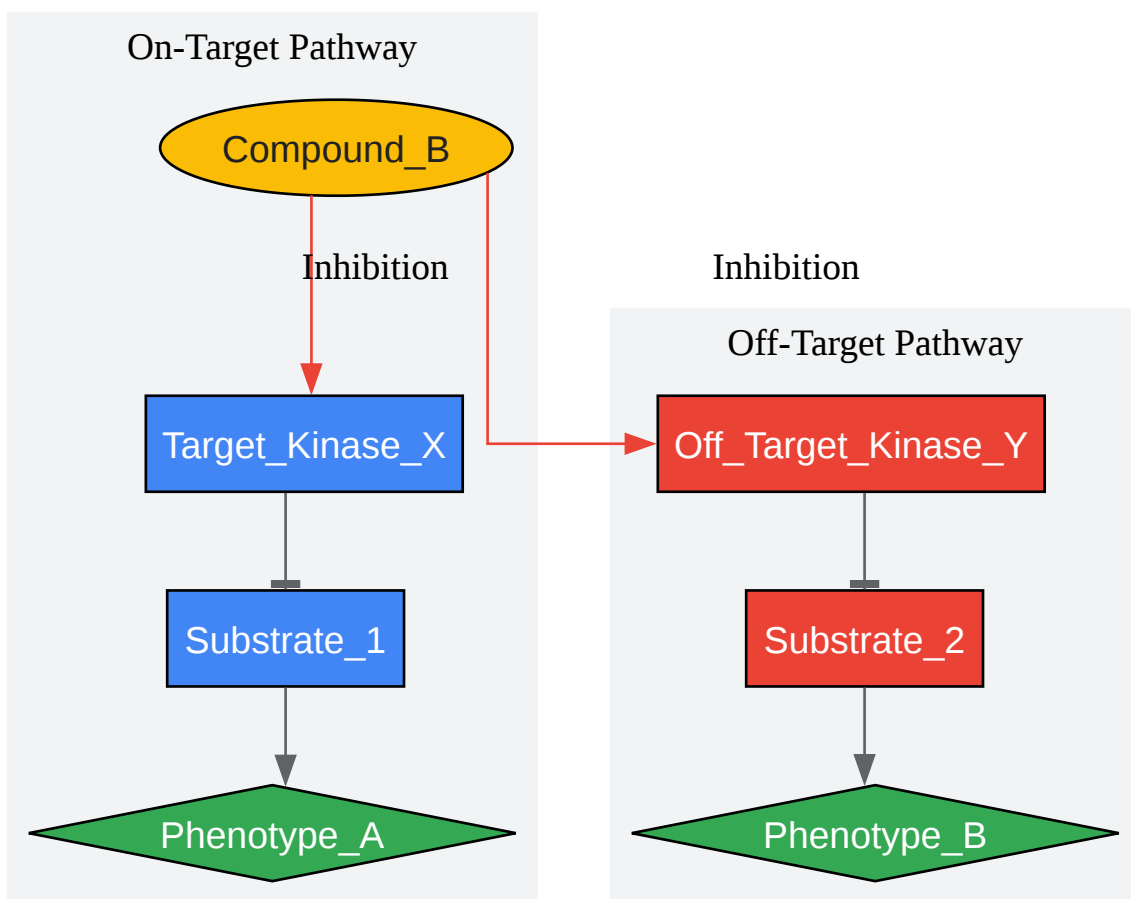 On-Target Pathway
Compound_B
Inhibition
Inhibition
Off-Target Pathway
Target_Kinase_X
Off_Target_Kinase_Y
Substrate_1
Substrate_2
Phenotype_A
Phenotype_B